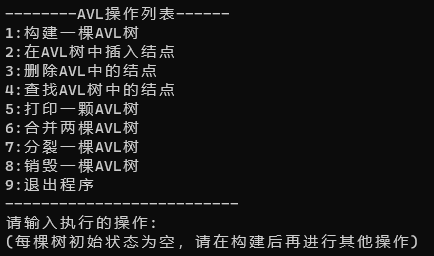 --------AVL操作列表------
1:构建一棵AVL树
2:在AVL树中插入结点
3:删除AVL中的结点
4:查找AVL树中的结点
5:打印一颗AVL树
6:合并两棵AVL树
7:分裂一棵AVL树
8:销毁一棵AVL树
9:退出程序
--------------------------
请输入执行的操作:
(每棵树初始状态为空，请在构建后再进行其他操作)